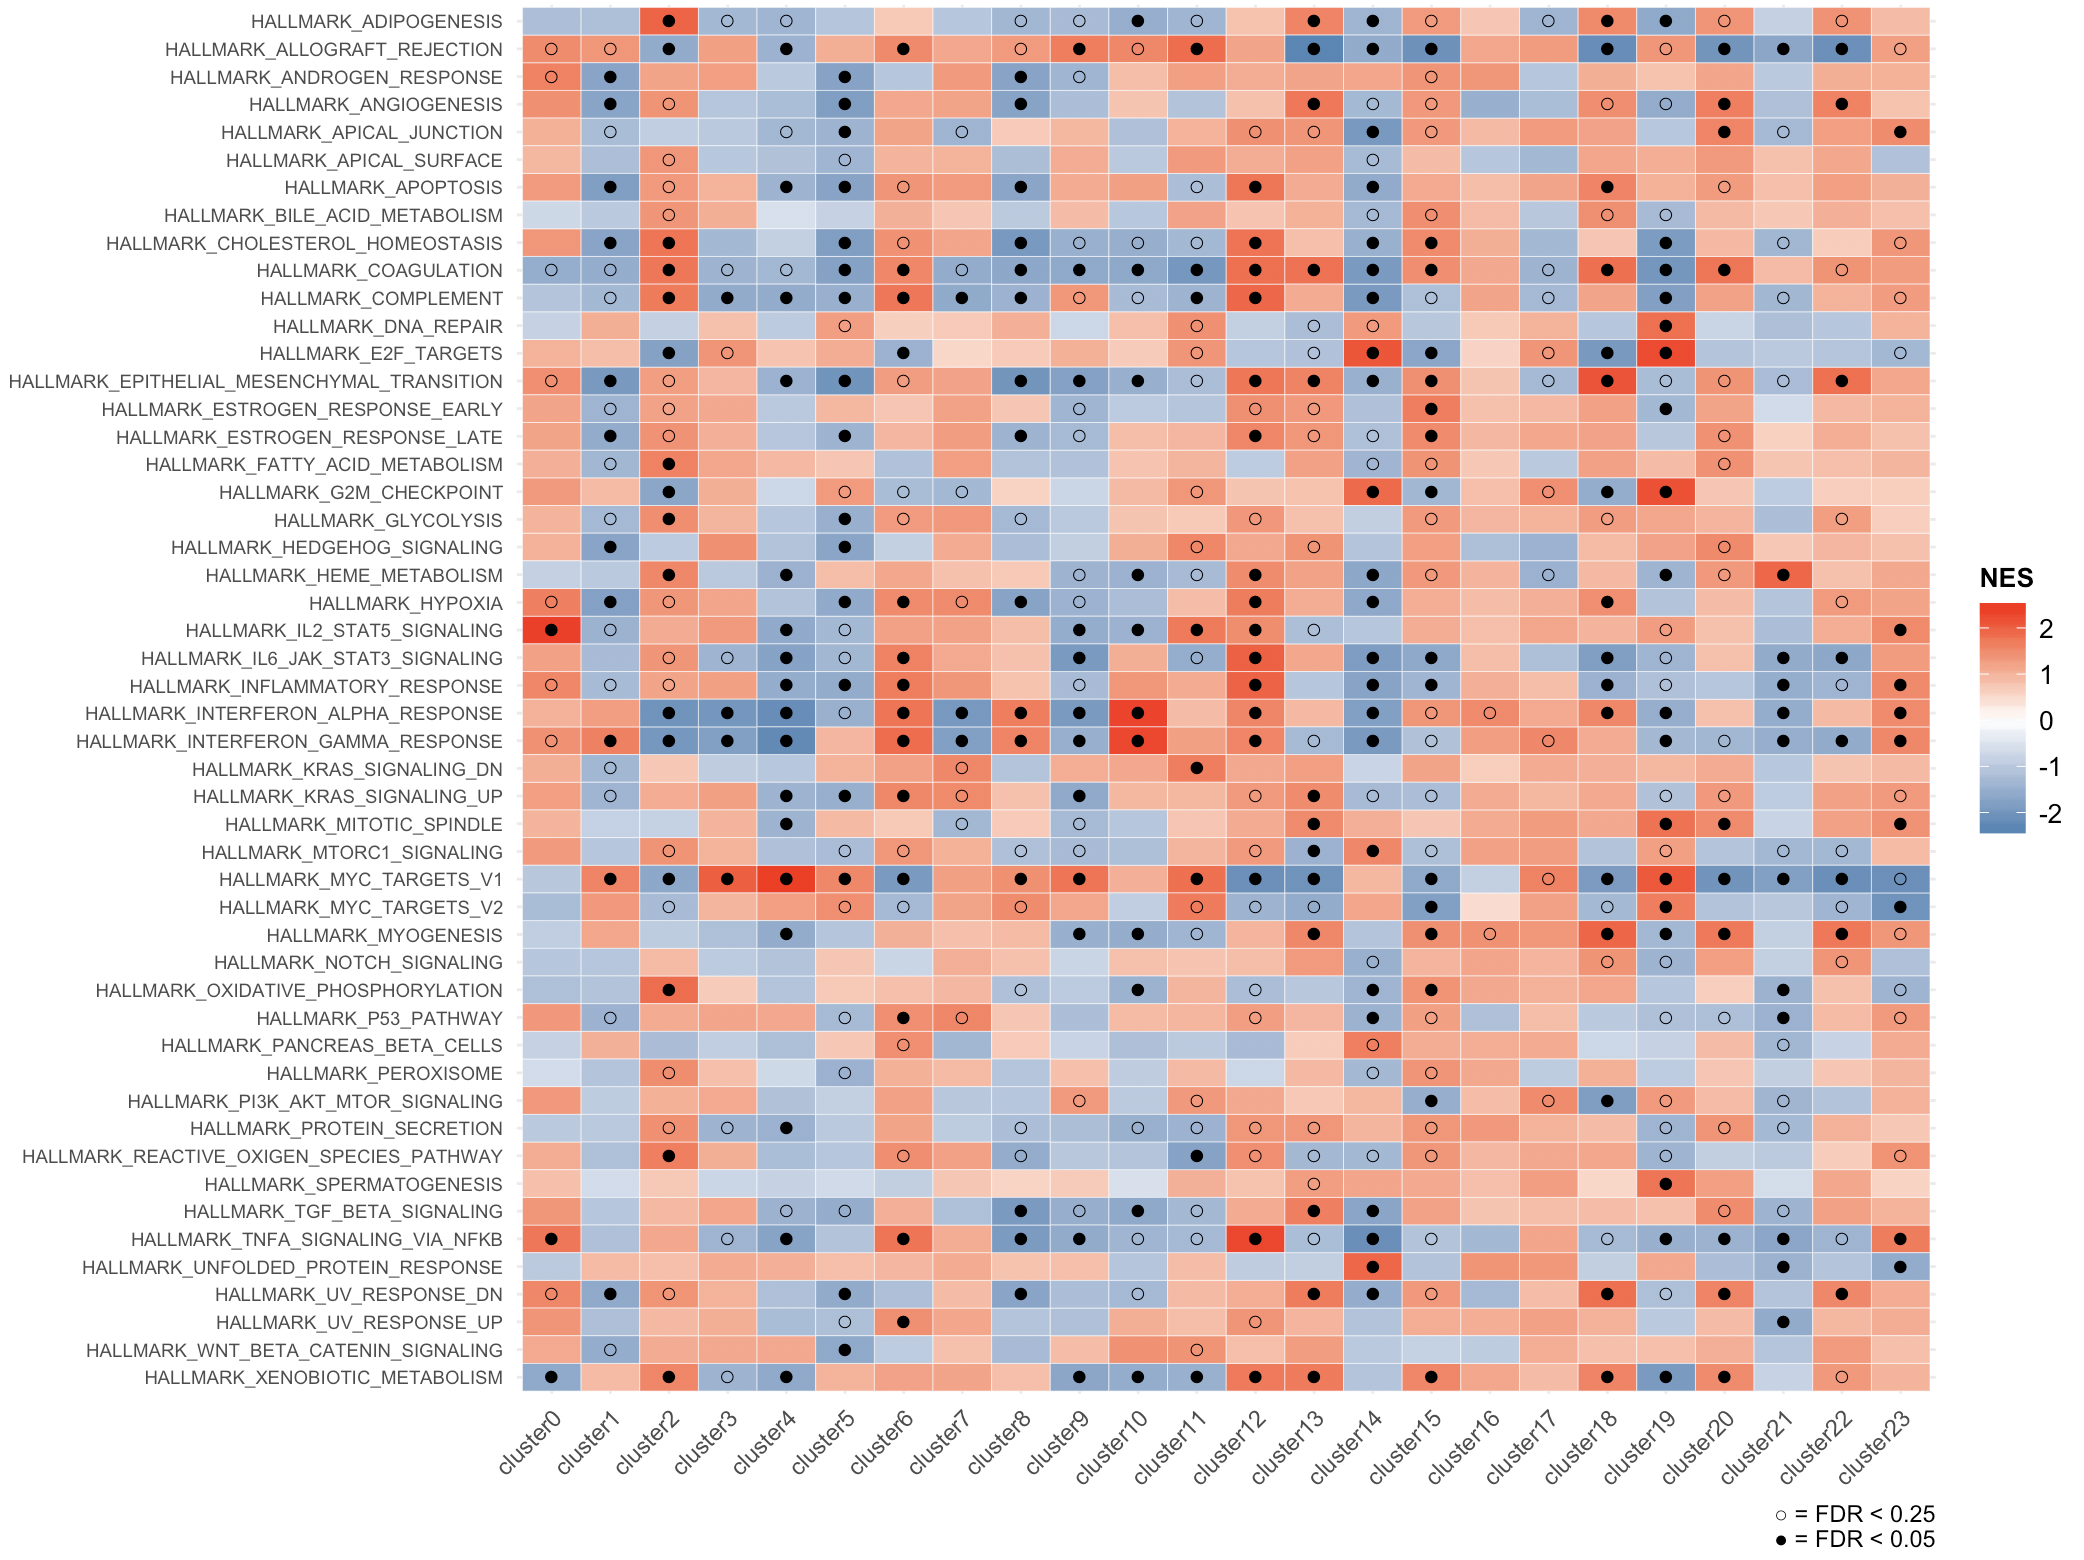 HALLMARK_ADIPOGENESIS
HALLMARK_ALLOGRAFT_REJECTION
HALLMARK_ANDROGEN_RESPONSE
HALLMARK_ANGIOGENESIS
HALLMARK_APICAL_JUNCTION
HALLMARK_APICAL_SURFACE
HALLMARK_APOPTOSIS
HALLMARK_BILE_ACID_METABOLISM
HALLMARK_CHOLESTEROL_HOMEOSTASIS
HALLMARK_COAGULATION
HALLMARK_COMPLEMENT
HALLMARK_DNA_REPAIR
HALLMARK_E2F_TARGETS
HALLMARK_EPITHELIAL_MESENCHYMAL_TRANSITION
HALLMARK_ESTROGEN_RESPONSE_EARLY
HALLMARK_ESTROGEN_RESPONSE_LATE
HALLMARK_FATTY_ACID_METABOLISM
HALLMARK_G2M_CHECKPOINT
HALLMARK_GLYCOLYSIS
HALLMARK_HEDGEHOG_SIGNALING
HALLMARK_HEME_METABOLISM
HALLMARK_HYPOXIA
HALLMARK_IL2_STAT5_SIGNALING
HALLMARK_IL6_JAK_STAT3_SIGNALING
HALLMARK_INFLAMMATORY_RESPONSE
HALLMARK_INTERFERON_ALPHA_RESPONSE
HALLMARK_INTERFERON_GAMMA_RESPONSE
HALLMARK_KRAS_SIGNALING_DN
HALLMARK_KRAS_SIGNALING_UP
HALLMARK_MITOTIC_SPINDLE
HALLMARK_MTORC1_SIGNALING
HALLMARK_MYC_TARGETS_V1
HALLMARK_MYC_TARGETS_V2
HALLMARK_MYOGENESIS
HALLMARK_NOTCH_SIGNALING
HALLMARK_OXIDATIVE_PHOSPHORYLATION
HALLMARK_P53_PATHWAY
HALLMARK_PANCREAS_BETA_CELLS
HALLMARK_PEROXISOME
HALLMARK_PI3K_AKT_MTOR_SIGNALING
HALLMARK_PROTEIN_SECRETION
HALLMARK_REACTIVE_OXIGEN_SPECIES_PATHWAY
HALLMARK_SPERMATOGENESIS
HALLMARK_TGF_BETA_SIGNALING
HALLMARK_TNFA_SIGNALING_VIA_NFKB
HALLMARK_UNFOLDED_PROTEIN_RESPONSE
HALLMARK_UV_RESPONSE_DN
HALLMARK_UV_RESPONSE_UP
HALLMARK_WNT_BETA_CATENIN_SIGNALING
HALLMARK_XENOBIOTIC_METABOLISM
cluster0
cluster1
cluster2
cluster3
cluster4
cluster5
cluster6
cluster7
cluster8
cluster9
cluster10
cluster11
cluster12
cluster13
cluster14
cluster15
cluster16
cluster17
cluster18
cluster19
cluster20
cluster21
cluster22
cluster23
NES
2
1
0
-1
-2
○ = FDR < 0.25
● = FDR < 0.05